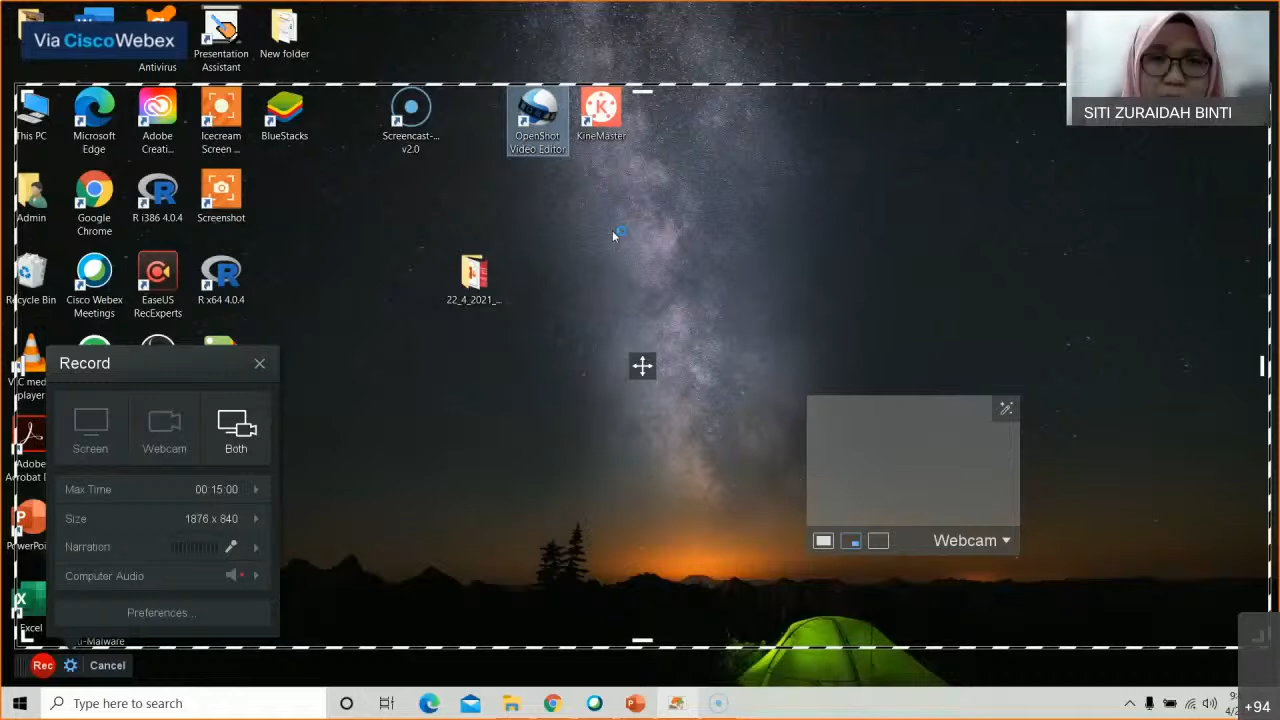 Via CiscoWebex
Antivirus
Presentation
Assistant
New folder
SITI ZURAIDAH BINTI
This PC
Microsoft
Edge
Adobe
Creati...
Icecream
Screen ...
BlueStacks
Screencast-...
v2.0
OpenShot
Video Editor
KineMaster
Admin
Google
Chrome
R i386 4.0.4
Screenshot
Recycle Bin
Cisco Webex
Meetings
EaseUS
RecExperts
R x64 4.0.4
22_4_2021_...
player
Record
Screen
Webcam
Both
Max Time 00 15:00
Size 1876 x 840
Narration
Computer Audio
Preferences...
Adobe
Excel
Webcam
Rec
Cancel
Type here to search
+94